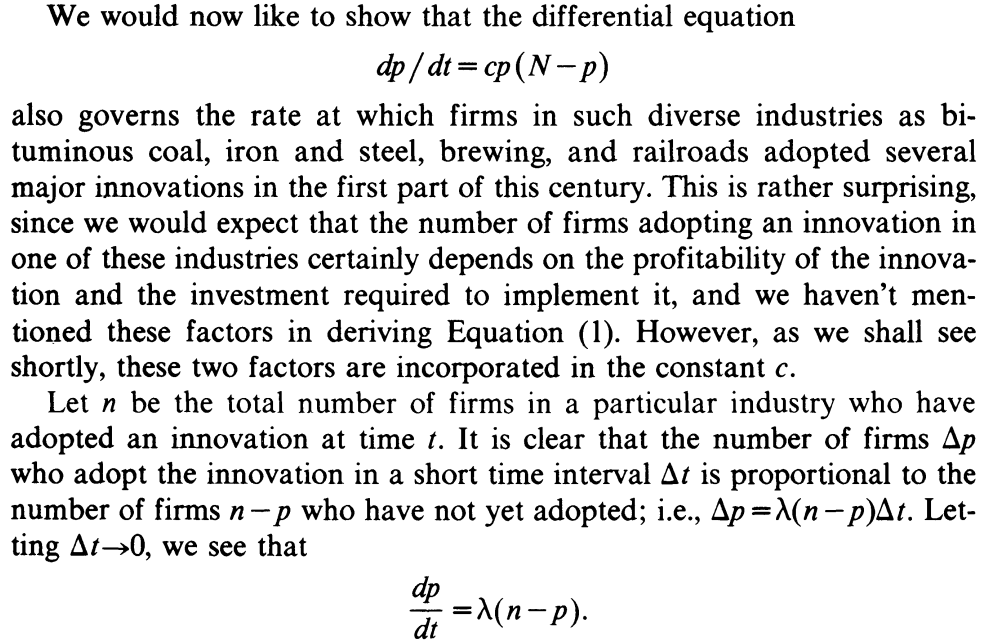 We would now like to show that the differential equation
dp/dt=cp(N−p)
also governs the rate at which firms in such diverse industries as bi-
tuminous coal, iron and steel, brewing, and railroads adopted several
major innovations in the first part of this century. This is rather surprising,
since we would expect that the number of firms adopting an innovation in
one of these industries certainly depends on the profitability of the innova-
tion and the investment required to implement it, and we haven't men-
tioned these factors in deriving Equation (1). However, as we shall see
shortly, these two factors are incorporated in the constant c.
Let n be the total number of firms in a particular industry who have
adopted an innovation at time t. It is clear that the number of firms Δp
who adopt the innovation in a short time interval Δt is proportional to the
number of firms n−p who have not yet adopted; i.e., Δp=λ(n−p)Δt. Let-
ting Δt→0, we see that
dp/dt=λ(n−p).